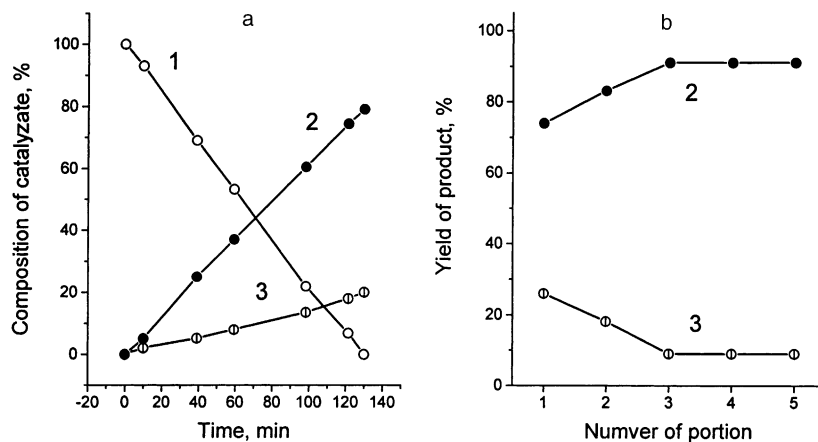 a
Composition of catalyzate, %
100
80
60
40
20
0
1
2
3
-20 0 20 40 60 80 100 120 140
Time, min
b
Yield of product, %
100
80
60
40
20
0
2
3
1 2 3 4 5
Numver of portion